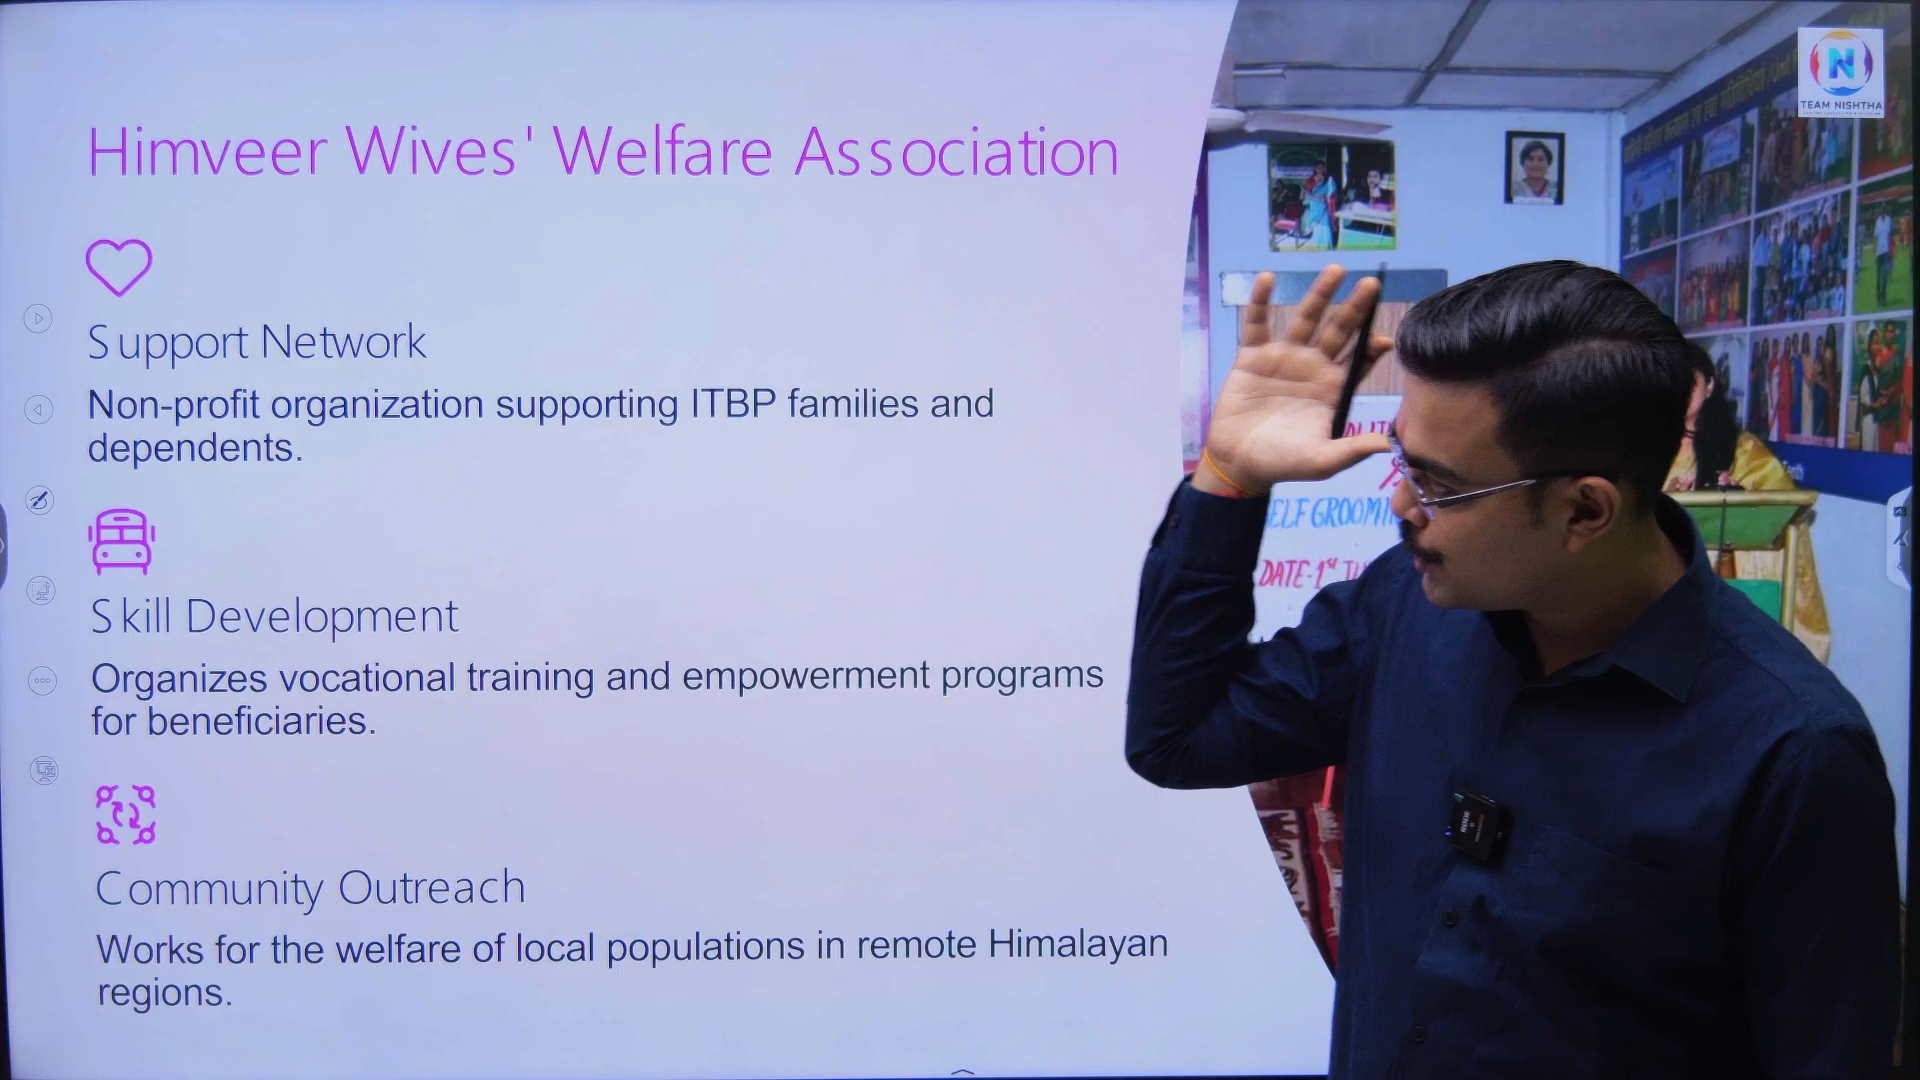 TEAM NISHTHA
Himveer Wives' Welfare Association
Support Network
Non-profit organization supporting ITBP families and
dependents.
Skill Development
Organizes vocational training and empowerment programs
for beneficiaries.
Community Outreach
Works for the welfare of local populations in remote Himalayan
regions.
ELF GROOMIN
DATE-1st
RODE